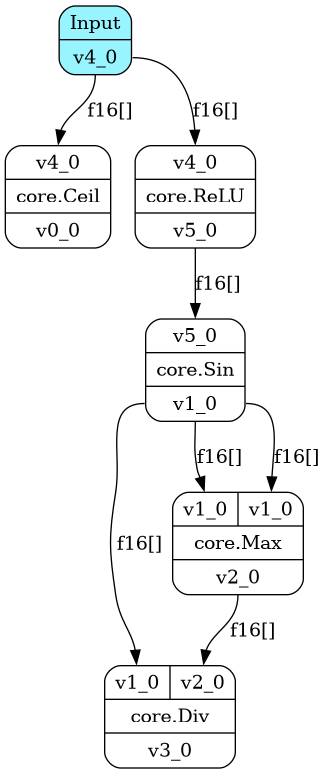 Input
v4_0
f16[]
f16[]
v4_0
core.Ceil
v0_0
v4_0
core.ReLU
v5_0
f16[]
v5_0
core.Sin
v1_0
f16[]
f16[]
f16[]
v1_0 v1_0
core.Max
v2_0
f16[]
v1_0 v2_0
core.Div
v3_0